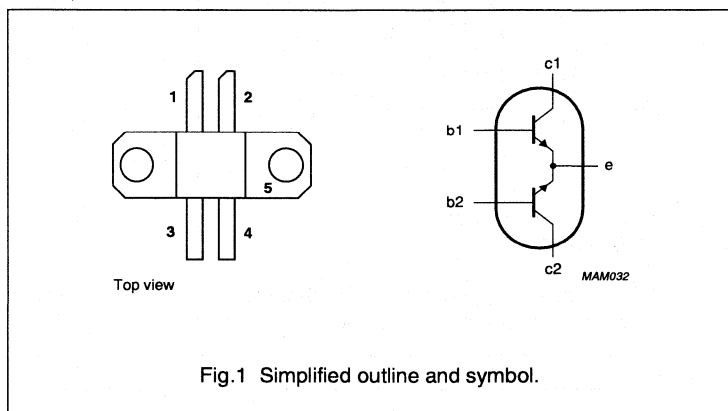 c1
1
2
b1
e
5
b2
3
4
c2
Top view
MAM032
Fig.1 Simplified outline and symbol.